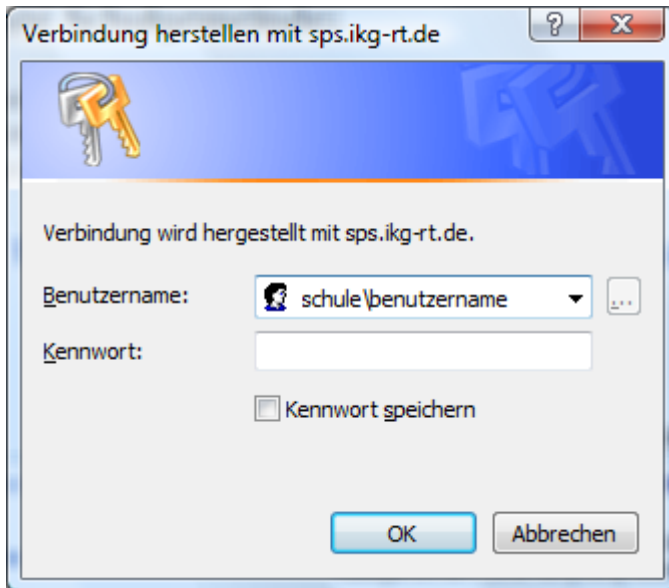 Verbindung herstellen mit sps.ikg-rt.de
Verbindung wird hergestellt mit sps.ikg-rt.de.
Benutzername: schule\benutzername ...
Kennwort:
Kennwort speichern
OK Abbrechen